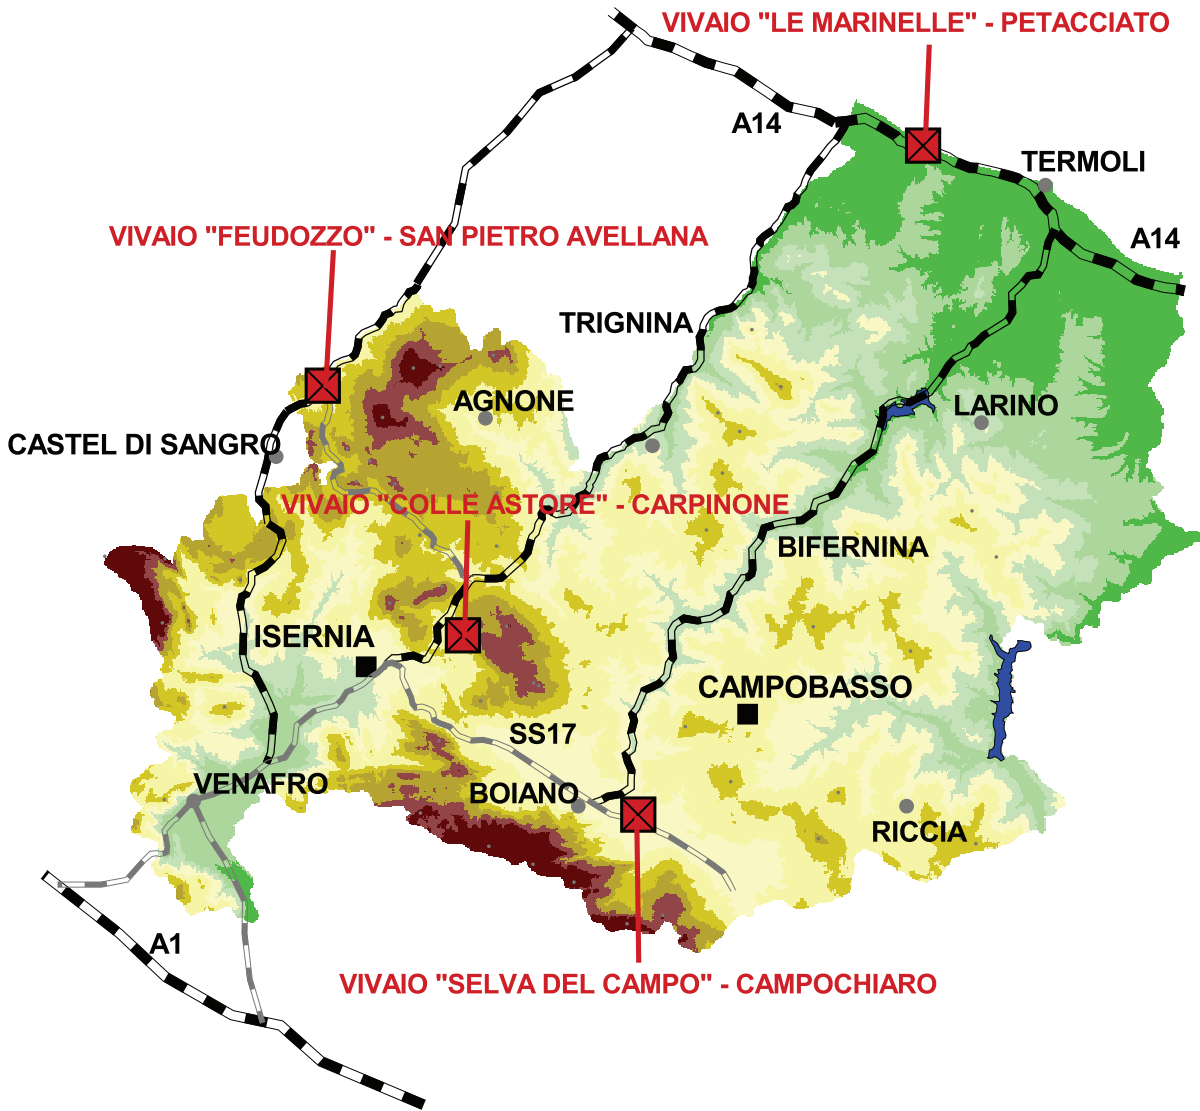 VIVAIO "LE MARINELLE" - PETACCIATO
A14
TERMOLI
VIVAIO "FEUDOZZO" - SAN PIETRO AVELLANA
A14
TRIGNINA
AGNONE
LARINO
CASTEL DI SANGRO
VIVAIO "COLLE ASTORE" - CARPINONE
BIFERNINA
ISERNIA
CAMPOBASSO
SS17
VENAFRO
BOIANO
RICCIA
A1
VIVAIO "SELVA DEL CAMPO" - CAMPOCHIARO